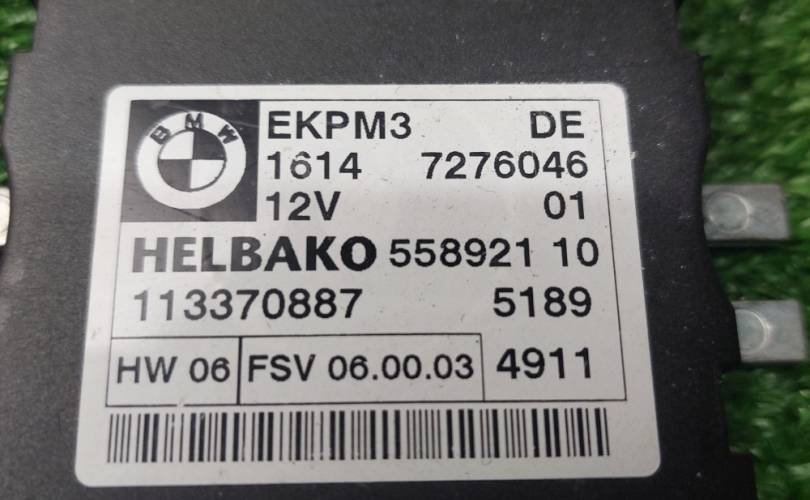 BMW
EKPM3 DE
1614 7276046
12V 01
HELBAKO 558921 10
113370887 5189
HW 06 FSV 06.00.03 4911